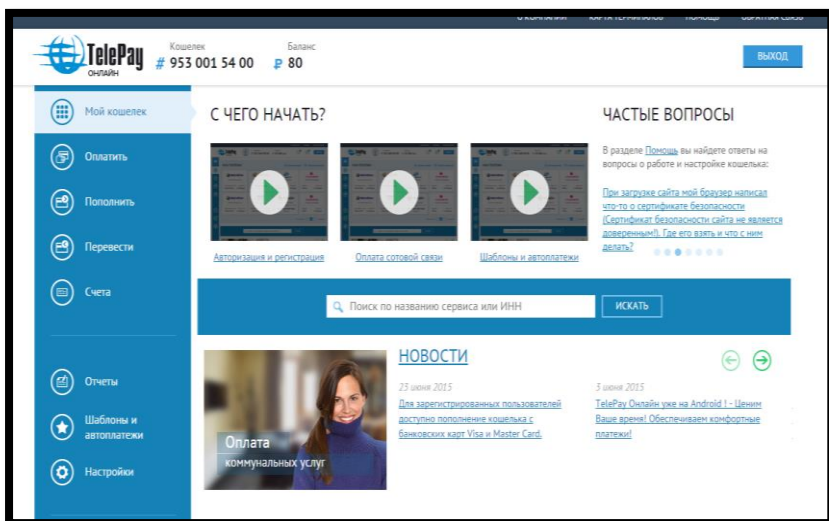 О КОМПАНИИ КАРТА ТЕРМИНАЛОВ ПОМОЩЬ ОБРАТНАЯ СВЯЗЬ
TelePay
ОНЛАЙН
Кошелек
# 953 001 54 00
Баланс
₽ 80
ВЫХОД
Мой кошелек
Оплатить
Пополнить
Перевести
Счета
Отчеты
Шаблоны и
автоплатежи
Настройки
С ЧЕГО НАЧАТЬ?
Авторизация и регистрация
Оплата сотовой связи
Шаблоны и автоплатежи
ЧАСТЫЕ ВОПРОСЫ
В разделе Помощь вы найдете ответы на
вопросы о работе и настройке кошелька:
При загрузке сайта мой браузер написал
что-то о сертификате безопасности
(Сертификат безопасности сайта не является
доверенным!). Где его взять и что с ним
делать?
Поиск по названию сервиса или ИНН
ИСКАТЬ
Оплата
коммунальных услуг
НОВОСТИ
23 июня 2015
Для зарегистрированных пользователей
доступно пополнение кошелька с
банковских карт Visa и Master Card.
3 июня 2015
TelePay Онлайн уже на Android ! - Ценим
Ваше время! Обеспечиваем комфортные
платежи!